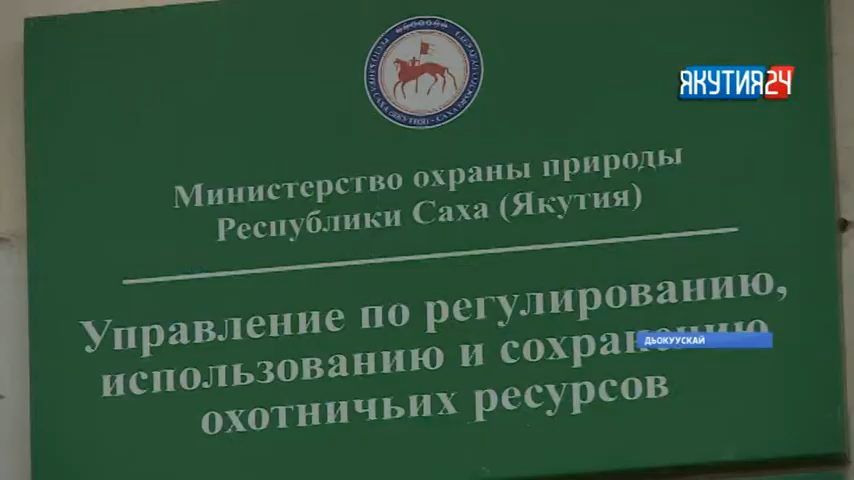 ЯКУТИЯ24
Министерство охраны природы
Республики Саха (Якутия)
Управление по регулированию,
использованию и сохранению
ДЬОКУУСКАЙ
охотничьих ресурсов